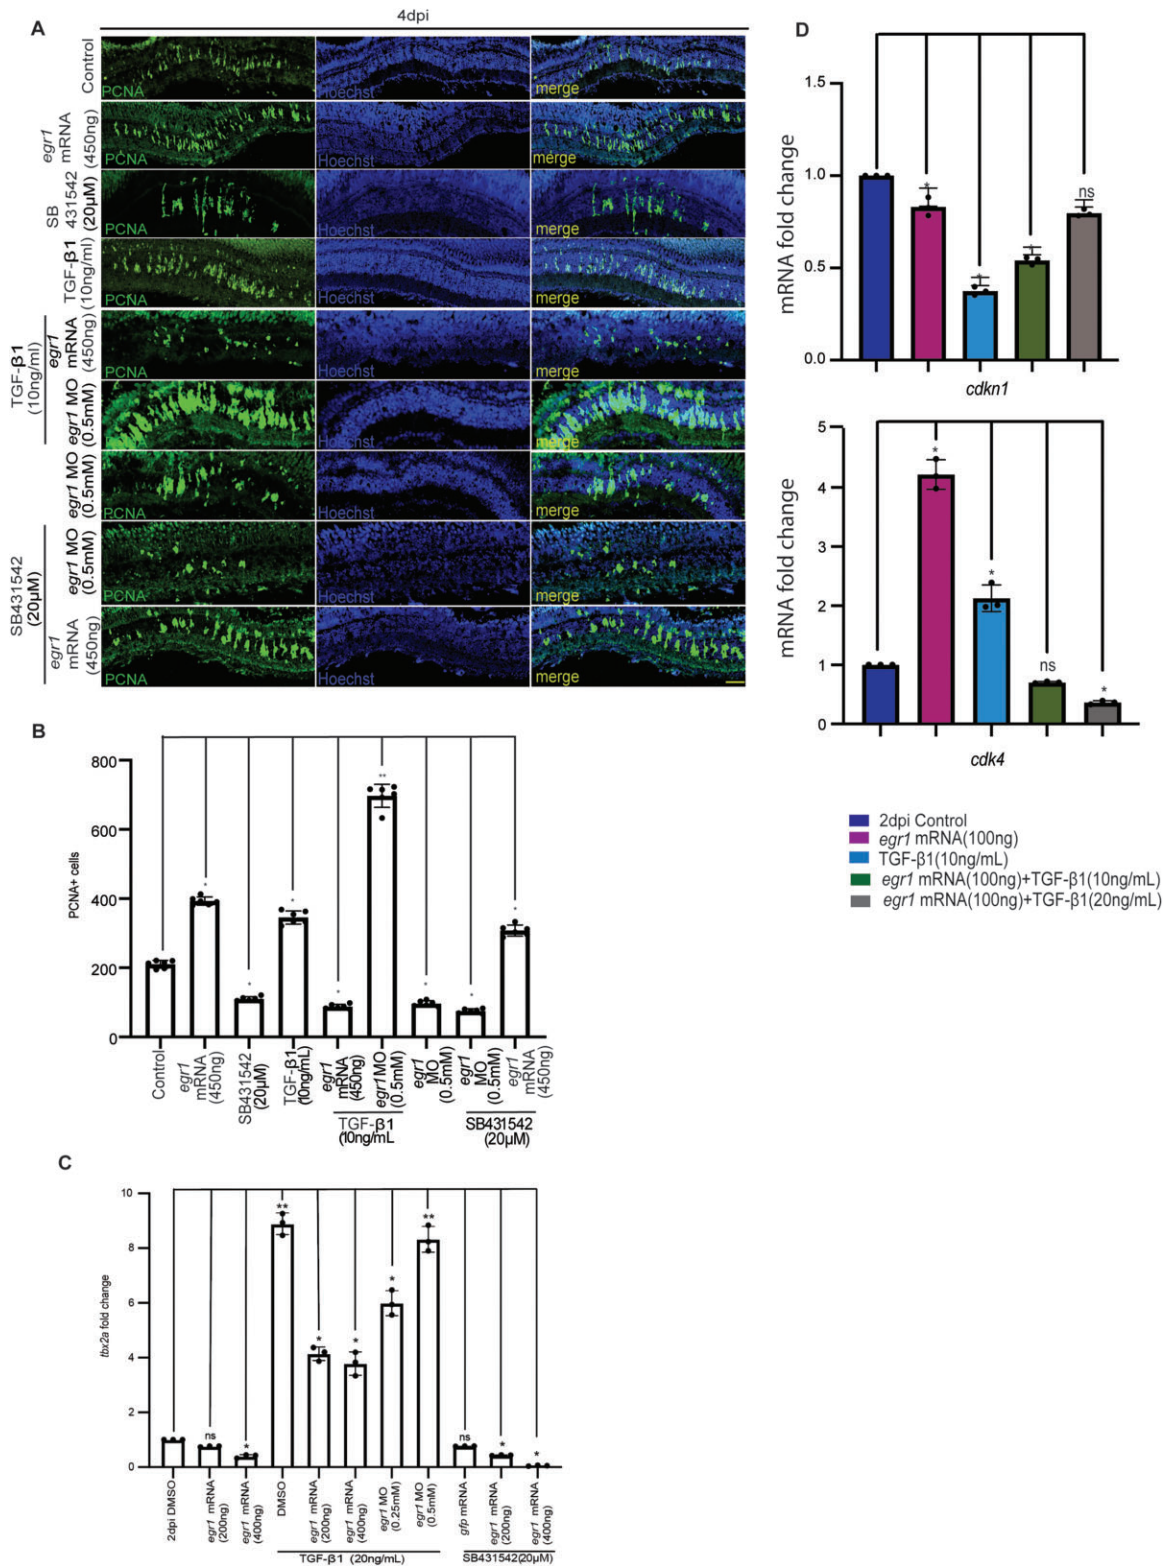 4dpi
A
Control
PCNA
Hoechst
merge
egr1
mRNA
(450ng)
PCNA
Hoechst
merge
SB
431542
(20µM)
PCNA
Hoechst
merge
TGF-β1
(10ng/ml)
PCNA
Hoechst
merge
TGF-β1
(10ng/ml)
egr1
mRNA
(450ng)
PCNA
Hoechst
merge
egr1 MO
(0.5mM)
PCNA
Hoechst
merge
egr1 MO
(0.5mM)
PCNA
Hoechst
merge
SB431542
(20µM)
egr1 MO
(0.5mM)
PCNA
Hoechst
merge
egr1
mRNA
(450ng)
PCNA
Hoechst
merge
B
PCNA+ cells
800
600
400
200
0
*
*
*
*
**
*
*
*
Control
egr1
mRNA
(450ng)
SB431542
(20µM)
TGF-β1
(10ng/mL)
egr1
mRNA
(450ng)
egr1MO
(0.5mM)
egr1
MO
(0.5mM)
egr1
MO
(0.5mM)
egr1
mRNA
(450ng)
TGF-β1
(10ng/mL
SB431542
(20µM)
C
tbx2a fold change
10
8
6
4
2
0
ns
*
**
*
*
*
**
ns
*
*
2dpi DMSO
egr1 mRNA
(200ng)
egr1 mRNA
(400ng)
DMSO
egr1 mRNA
(200ng)
egr1 mRNA
(400ng)
egr1 MO
(0.25mM)
egr1 MO
(0.5mM)
gfp mRNA
egr1 mRNA
(200ng)
egr1 mRNA
(400ng)
TGF-β1 (20ng/mL)
SB431542(20µM)
D
mRNA fold change
1.5
1.0
0.5
0.0
*
*
*
ns
cdkn1
mRNA fold change
5
4
2
1
0
*
*
ns
*
cdk4
2dpi Control
egr1 mRNA(100ng)
TGF-β1(10ng/mL)
egr1 mRNA(100ng)+TGF-β1(10ng/mL)
egr1 mRNA(100ng)+TGF-β1(20ng/mL)